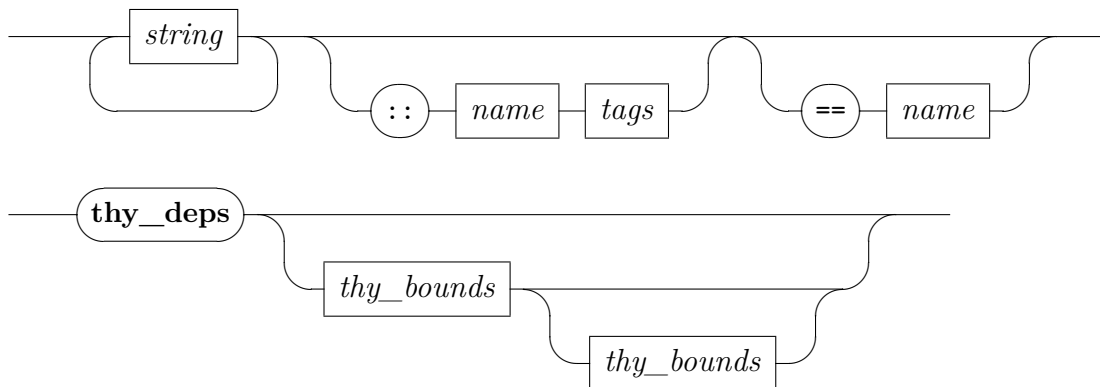 string
:: name tags == name
thy_deps
thy_bounds
thy_bounds